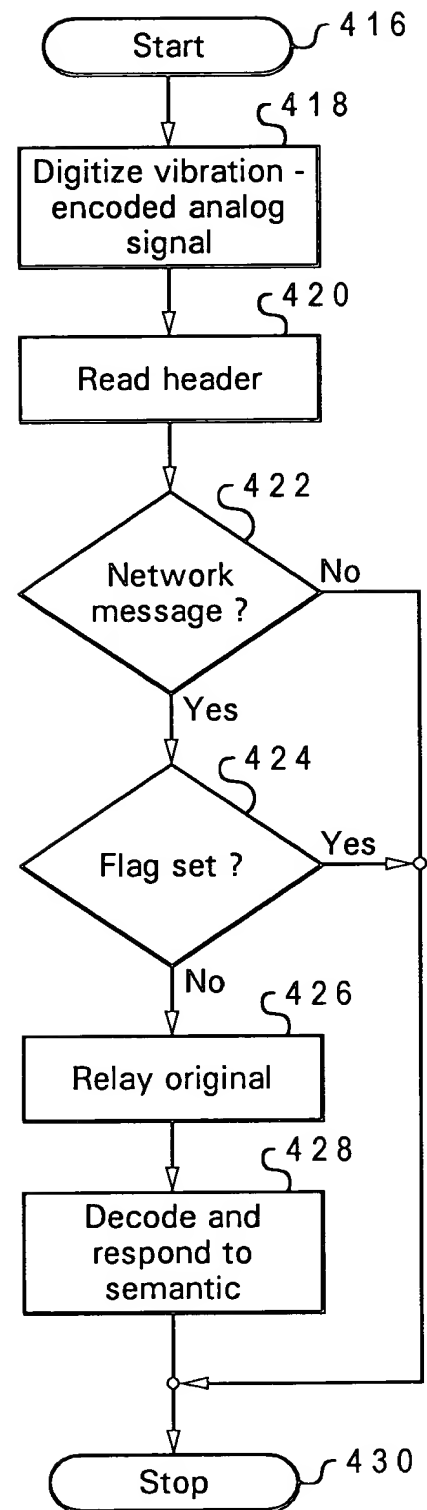 Start
416
418
Digitize vibration -
encoded analog
signal
420
Read header
422
Network
message ?
No
Yes
424
Flag set ?
Yes
No
426
Relay original
428
Decode and
respond to
semantic
Stop
430